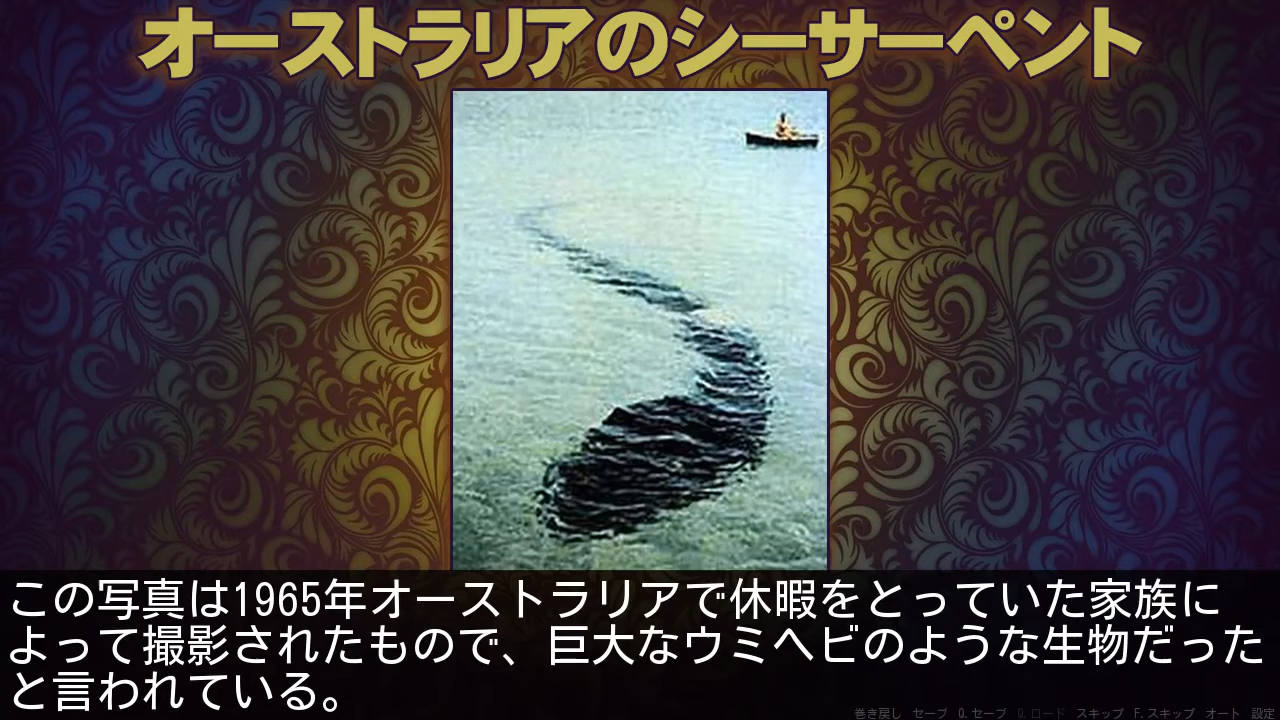 オーストラリアのシーサーペント
この写真は1965年オーストラリアで休暇をとっていた家族に
よって撮影されたもので、巨大なウミヘビのような生物だった
と言われている。
巻き戻し セーブ Q.セーブ Q.ロード スキップ F.スキップ オート 設定